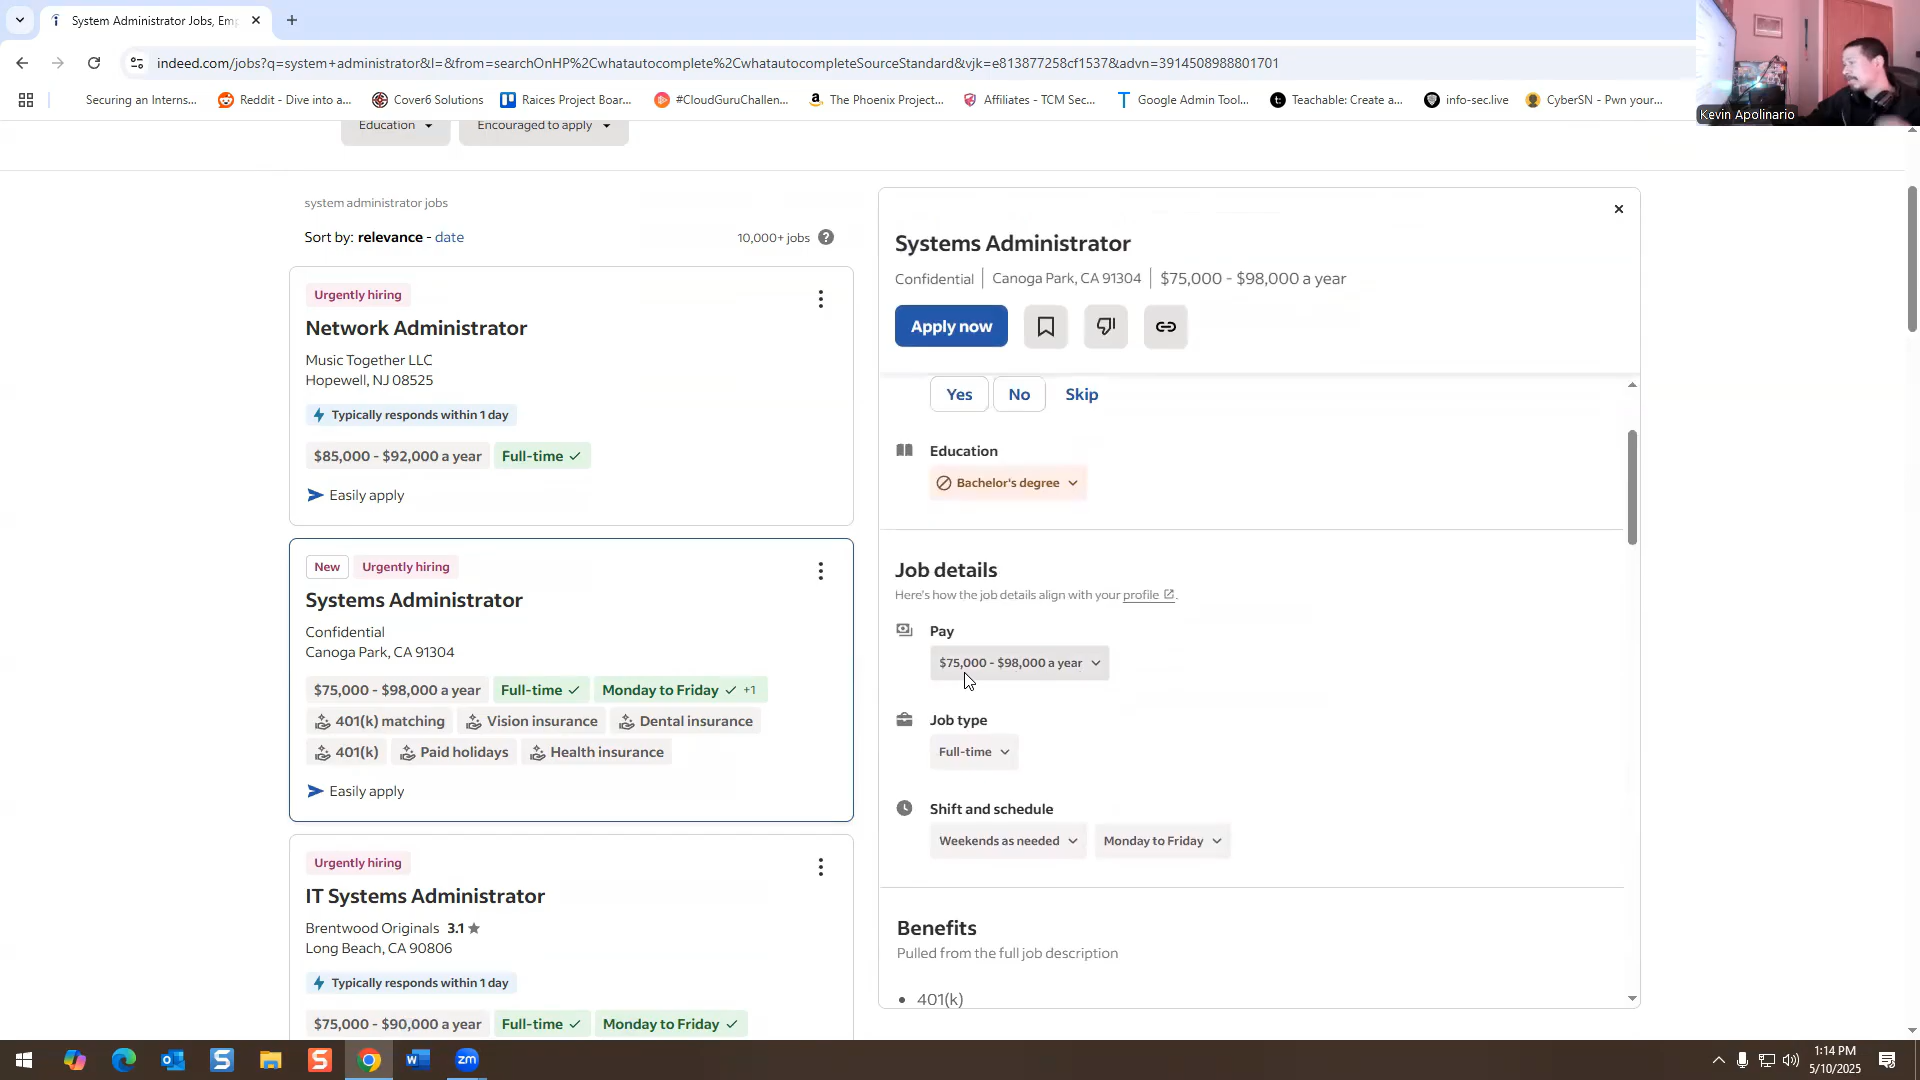 System Administrator Jobs, Em
indeed.com/jobs?q=system+administrator&l=&from=searchOnHP%2Cwhatautocomplete%2CwhatautocompleteSourceStandard&vjk=e813877258cf1537&advn=3914508988801701
Securing an Interns... Reddit - Dive into a... Cover6 Solutions Raices Project Boar... #CloudGuruChallen... The Phoenix Project... Affiliates - TCM Sec... Google Admin Tool... Teachable: Create a... info-sec.live CyberSN - Pwn your...
Kevin Apolinario
Education Encouraged to apply
system administrator jobs
Sort by: relevance - date 10,000+ jobs ?
Urgently hiring
Network Administrator
Music Together LLC
Hopewell, NJ 08525
Typically responds within 1 day
$85,000 - $92,000 a year Full-time
Easily apply
New Urgently hiring
Systems Administrator
Confidential
Canoga Park, CA 91304
$75,000 - $98,000 a year Full-time Monday to Friday +1
401(k) matching Vision insurance Dental insurance
401(k) Paid holidays Health insurance
Easily apply
Urgently hiring
IT Systems Administrator
Brentwood Originals 3.1
Long Beach, CA 90806
Typically responds within 1 day
$75,000 - $90,000 a year Full-time Monday to Friday
Systems Administrator
Confidential Canoga Park, CA 91304 $75,000 - $98,000 a year
Apply now
Yes No Skip
Education
Bachelor's degree
Job details
Here's how the job details align with your profile.
Pay
$75,000 - $98,000 a year
Job type
Full-time
Shift and schedule
Weekends as needed Monday to Friday
Benefits
Pulled from the full job description
• 401(k)
zm
1:14 PM
5/10/2025